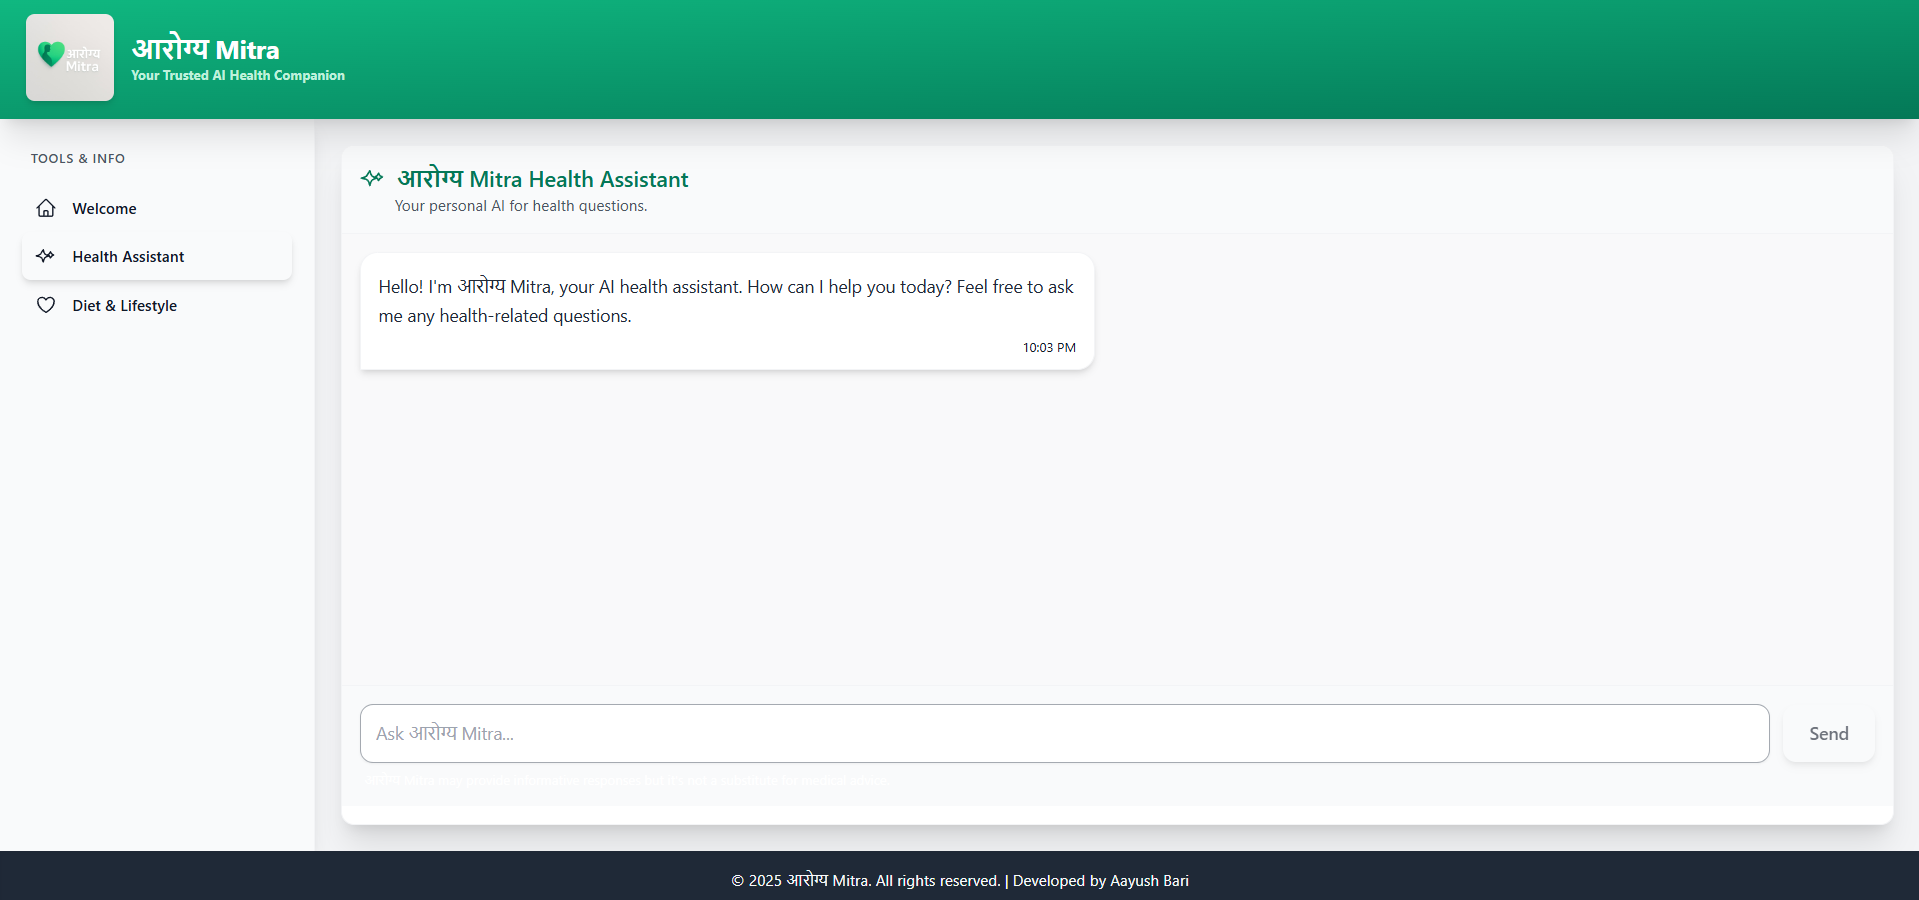 आरोग्य
Mitra
आरोग्य Mitra
Your Trusted AI Health Companion
TOOLS & INFO
Welcome
Health Assistant
Diet & Lifestyle
आरोग्य Mitra Health Assistant
Your personal AI for health questions.
Hello! I'm आरोग्य Mitra, your AI health assistant. How can I help you today? Feel free to ask
me any health-related questions.
10:03 PM
Ask आरोग्य Mitra...
Send
आरोग्य Mitra may provide informative responses but it's not a substitute for medical advice.
© 2025 आरोग्य Mitra. All rights reserved. | Developed by Aayush Bari